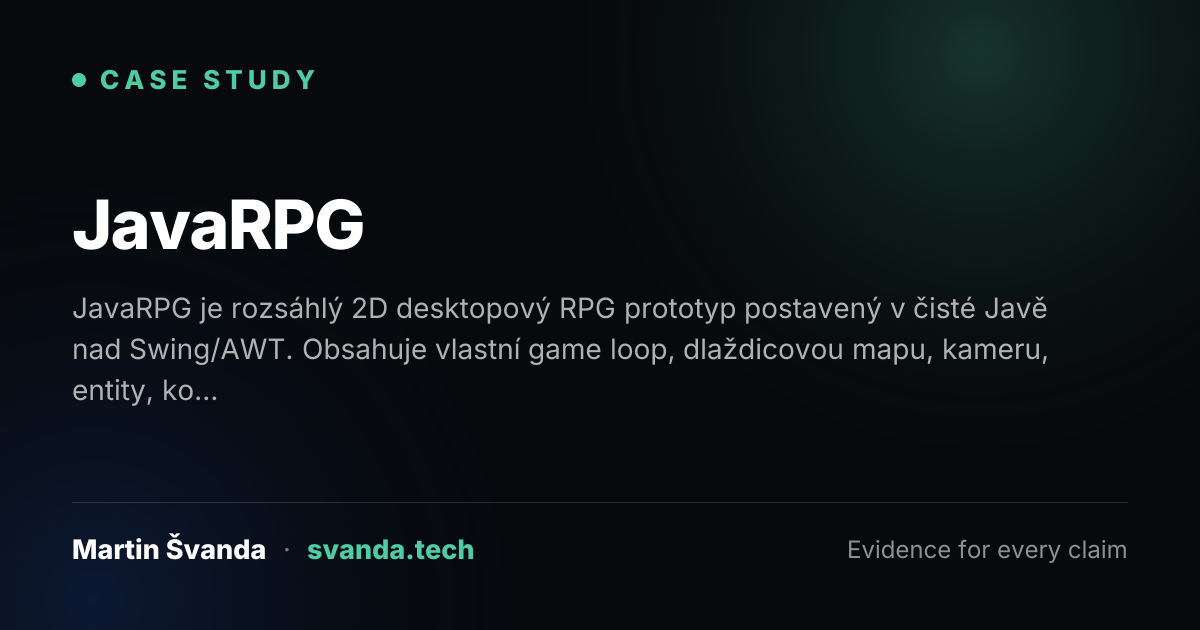 CASE STUDY
JavaRPG
JavaRPG je rozsáhlý 2D desktopový RPG prototyp postavený v čisté Javě
nad Swing/AWT. Obsahuje vlastní game loop, dlaždicovou mapu, kameru,
entity, ko...
Martin Švanda · svanda.tech
Evidence for every claim